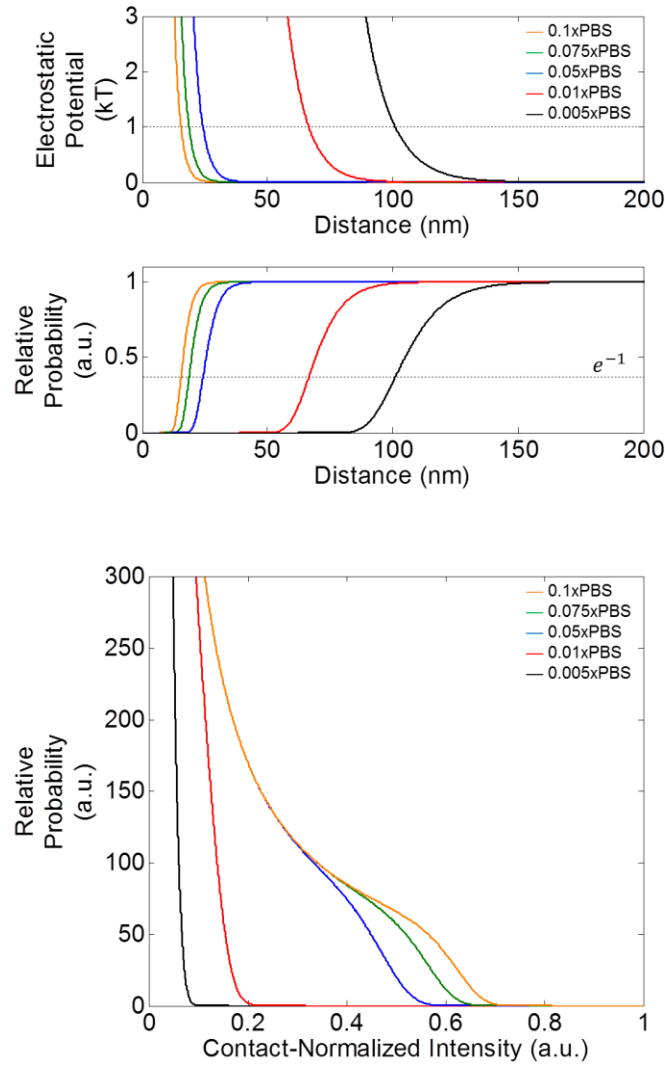 Electrostatic
Potential
(kT)
3
2
1
0
0.1xPBS
0.075xPBS
0.05xPBS
0.01xPBS
0.005xPBS
0 50 100 150 200
Distance (nm)
Relative
Probability
(a.u.)
1
0.5
0
e⁻¹
0 50 100 150 200
Distance (nm)
Relative
Probability
(a.u.)
300
250
200
150
100
50
0
0.1xPBS
0.075xPBS
0.05xPBS
0.01xPBS
0.005xPBS
0 0.2 0.4 0.6 0.8 1
Contact-Normalized Intensity (a.u.)